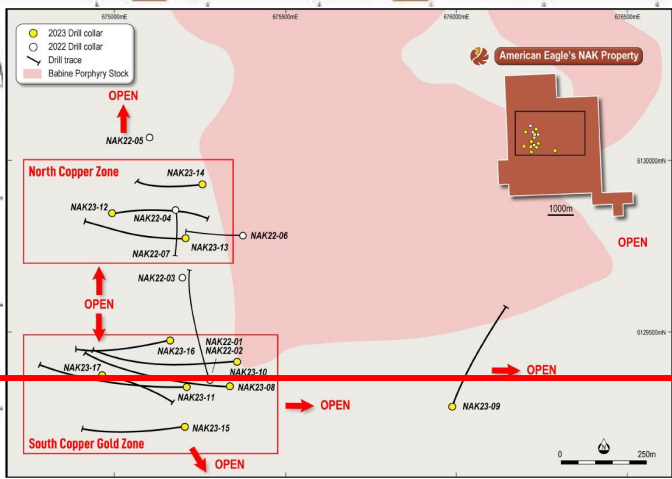 675000mE
675500mE
676000mE
676500mE
2023 Drill collar
2022 Drill collar
Drill trace
Babine Porphyry Stock
American Eagle's NAK Property
OPEN
NAK22-05
6130000mN
North Copper Zone
NAK23-14
NAK23-12
NAK22-04
NAK22-06
NAK23-13
NAK22-07
1000m
OPEN
NAK22-03
OPEN
6129500mN
NAK22-01
NAK22-02
NAK23-16
NAK23-17
NAK23-10
OPEN
NAK23-08
NAK23-11
NAK23-09
OPEN
NAK23-15
South Copper Gold Zone
OPEN
N
0
250m